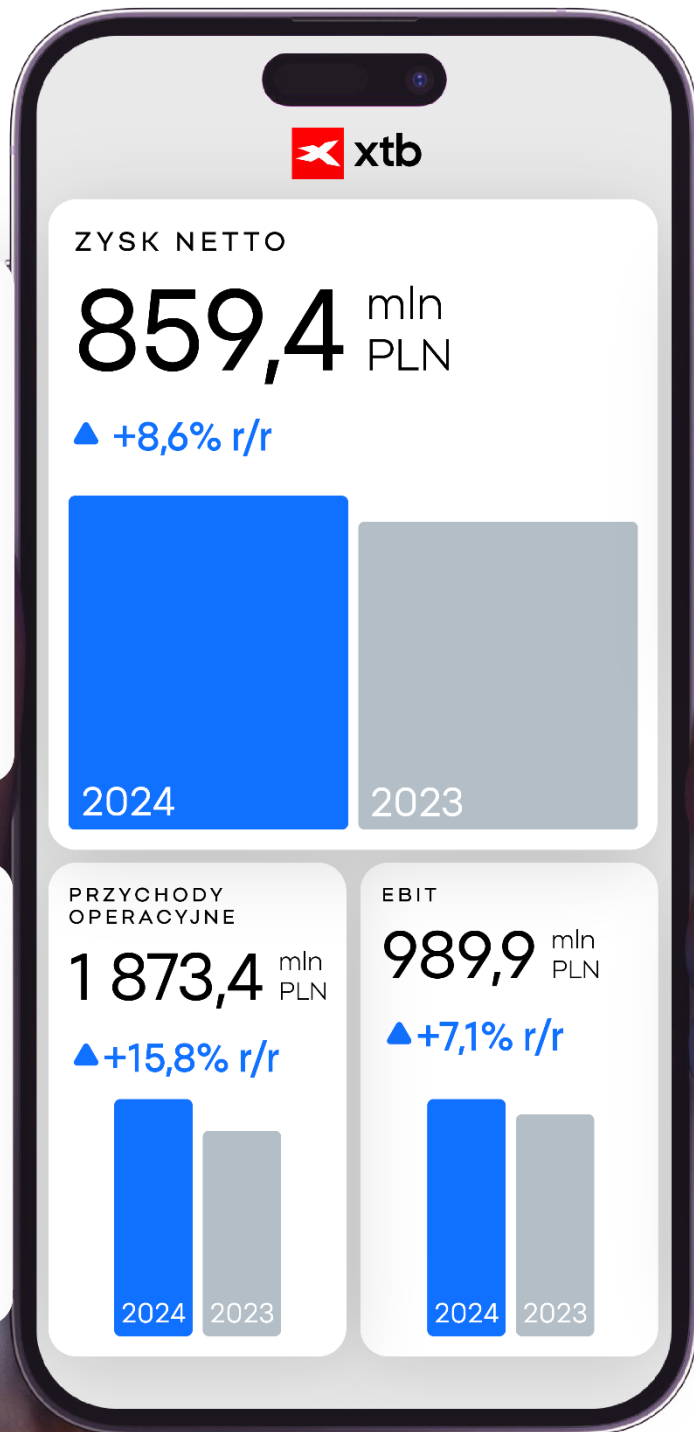 xtb
ZYSK NETTO
859,4 mln PLN
+8,6% r/r
2024
2023
PRZYCHODY
OPERACYJNE
1 873,4 mln PLN
+15,8% r/r
2024
2023
EBIT
989,9 mln PLN
+7,1% r/r
2024
2023